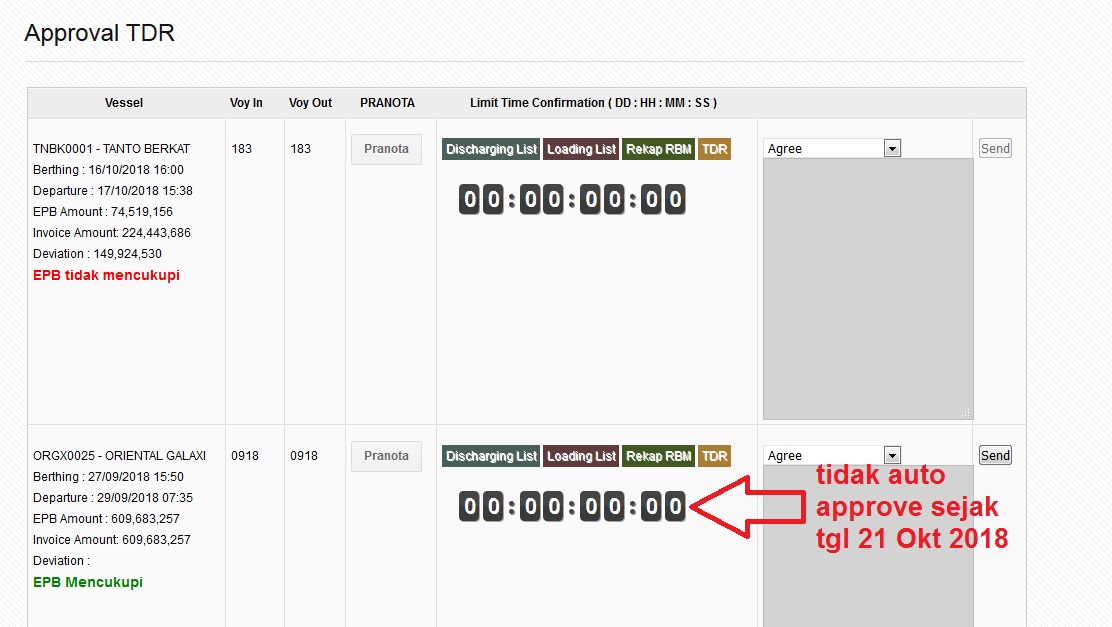 Approval TDR
Vessel Voy In Voy Out PRANOTA Limit Time Confirmation ( DD : HH : MM : SS )
TNBK0001 - TANTO BERKAT 183 183 Pranota Discharging List Loading List Rekap RBM TDR Agree Send
Berthing : 16/10/2018 16:00
Departure : 17/10/2018 15:38
00:00:00:00
EPB Amount : 74,519,156
Invoice Amount: 224,443,686
Deviation : 149,924,530
EPB tidak mencukupi
ORGX0025 - ORIENTAL GALAXI 0918 0918 Pranota Discharging List Loading List Rekap RBM TDR Agree Send
Berthing : 27/09/2018 15:50
Departure : 29/09/2018 07:35
00:00:00:00
EPB Amount : 609,683,257
Invoice Amount: 609,683,257
Deviation :
EPB Mencukupi
tidak auto
approve sejak
tgl 21 Okt 2018